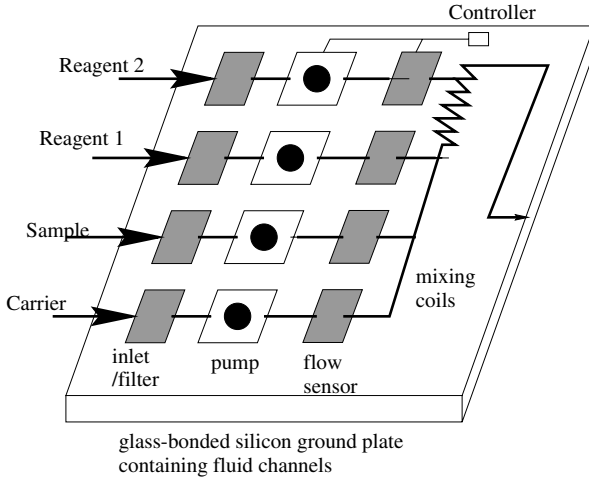 Controller
Reagent 2
Reagent 1
Sample
Carrier
mixing
coils
inlet
/filter
pump
flow
sensor
glass-bonded silicon ground plate
containing fluid channels